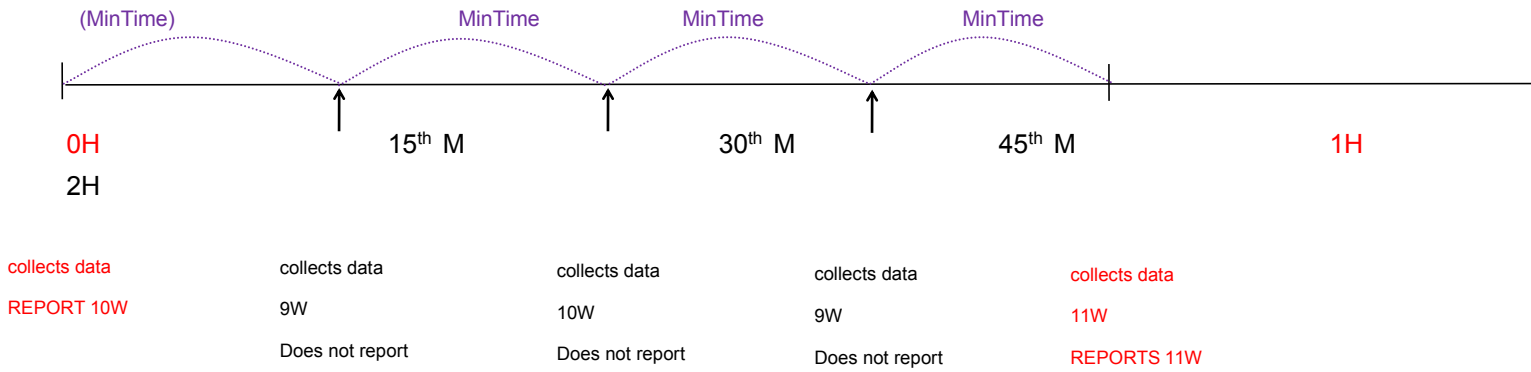 (MinTime) MinTime MinTime MinTime
0H 15th M 30th M 45th M 1H
2H
collects data collects data collects data collects data collects data
REPORT 10W 9W 10W 9W 11W
Does not report Does not report Does not report REPORTS 11W